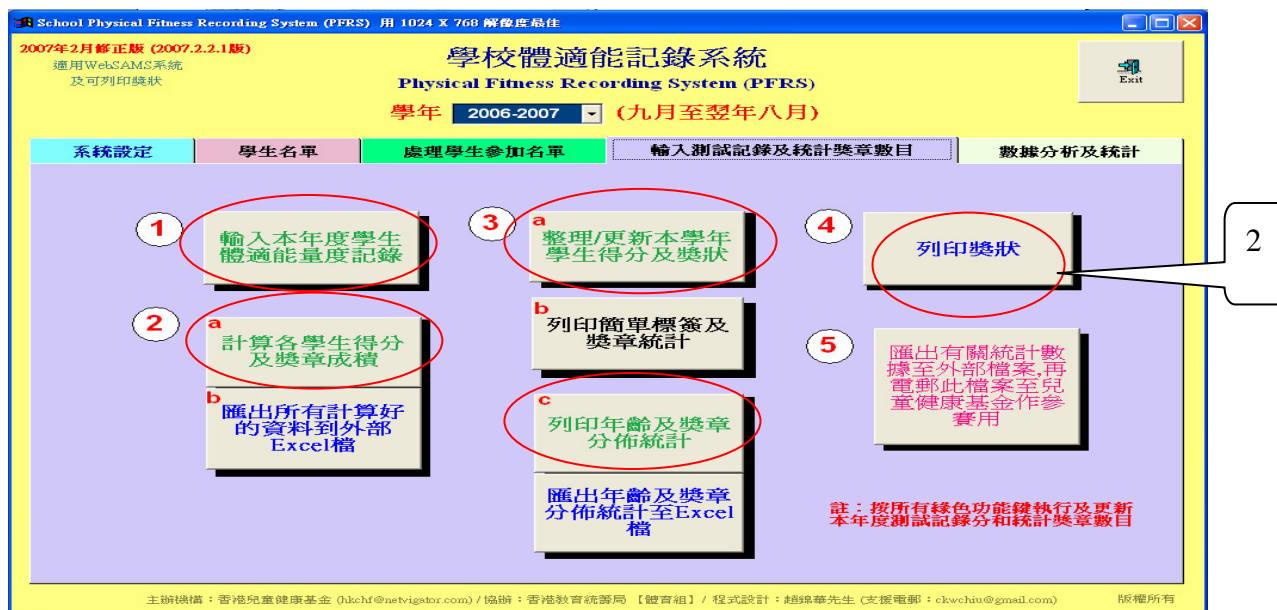 School Physical Fitness Recording System (PFRS) 用 1024 X 768 解像度最佳
2007年2月修正版 (2007.2.2.1版)
適用WebSAMS系統
及可列印獎狀
學校體適能記錄系統
Physical Fitness Recording System (PFRS)
Exit
學年 2006-2007 (九月至翌年八月)
系統設定 學生名單 處理學生參加名單 輸入測試記錄及統計獎章數目 數據分析及統計
1
輸入本年度學生
體適能量度記錄
2
a
計算各學生得分
及獎章成積
b
匯出所有計算好
的資料到外部
Excel檔
3
a
整理/更新本學年
學生得分及獎狀
b
列印簡單標簽及
獎章統計
c
列印年齡及獎章
分佈統計
匯出年齡及獎章
分佈統計至Excel
檔
4
列印獎狀
2
5
匯出有關統計數
據至外部檔案,再
電郵此檔案至兒
童健康基金作參
賽用
註：按所有綠色功能鍵執行及更新
本年度測試記錄分和統計獎章數目
主辦機構：香港兒童健康基金 (hkchf@netvigator.com) / 協辦：香港教育統籌局 【體育組】 / 程式設計：趙錦華先生 (支援電郵：ckwchiu@gmail.com) 版權所有